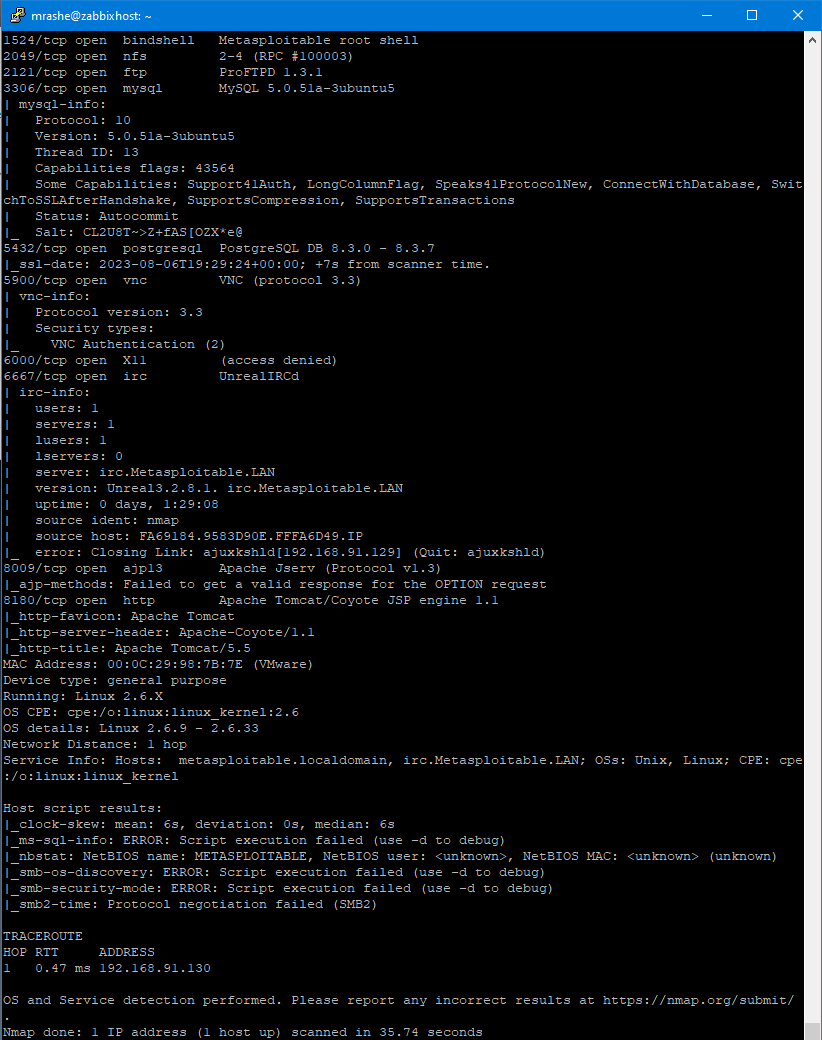 mrashe@zabbixhost: ~
1524/tcp open  bindshell   Metasploitable root shell
2049/tcp open  nfs         2-4 (RPC #100003)
2121/tcp open  ftp         ProFTPD 1.3.1
3306/tcp open  mysql       MySQL 5.0.51a-3ubuntu5
| mysql-info:
|   Protocol: 10
|   Version: 5.0.51a-3ubuntu5
|   Thread ID: 13
|   Capabilities flags: 43564
|   Some Capabilities: Support41Auth, LongColumnFlag, Speaks41ProtocolNew, ConnectWithDatabase, Swit
chToSSLAfterHandshake, SupportsCompression, SupportsTransactions
|   Status: Autocommit
|_  Salt: CL2U8T~>Z+fAS[OZX*e@
5432/tcp open  postgresql  PostgreSQL DB 8.3.0 - 8.3.7
|_ssl-date: 2023-08-06T19:29:24+00:00; +7s from scanner time.
5900/tcp open  vnc         VNC (protocol 3.3)
| vnc-info:
|   Protocol version: 3.3
|   Security types:
|_    VNC Authentication (2)
6000/tcp open  X11         (access denied)
6667/tcp open  irc         UnrealIRCd
| irc-info:
|   users: 1
|   servers: 1
|   lusers: 1
|   lservers: 0
|   server: irc.Metasploitable.LAN
|   version: Unreal3.2.8.1. irc.Metasploitable.LAN
|   uptime: 0 days, 1:29:08
|   source ident: nmap
|   source host: FA69184.9583D90E.FFFA6D49.IP
|_  error: Closing Link: ajuxkshld[192.168.91.129] (Quit: ajuxkshld)
8009/tcp open  ajp13       Apache Jserv (Protocol v1.3)
|_ajp-methods: Failed to get a valid response for the OPTION request
8180/tcp open  http        Apache Tomcat/Coyote JSP engine 1.1
|_http-favicon: Apache Tomcat
|_http-server-header: Apache-Coyote/1.1
|_http-title: Apache Tomcat/5.5
MAC Address: 00:0C:29:98:7B:7E (VMware)
Device type: general purpose
Running: Linux 2.6.X
OS CPE: cpe:/o:linux:linux_kernel:2.6
OS details: Linux 2.6.9 - 2.6.33
Network Distance: 1 hop
Service Info: Hosts:  metasploitable.localdomain, irc.Metasploitable.LAN; OSs: Unix, Linux; CPE: cpe
:/o:linux:linux_kernel
Host script results:
|_clock-skew: mean: 6s, deviation: 0s, median: 6s
|_ms-sql-info: ERROR: Script execution failed (use -d to debug)
|_nbstat: NetBIOS name: METASPLOITABLE, NetBIOS user: <unknown>, NetBIOS MAC: <unknown> (unknown)
|_smb-os-discovery: ERROR: Script execution failed (use -d to debug)
|_smb-security-mode: ERROR: Script execution failed (use -d to debug)
|_smb2-time: Protocol negotiation failed (SMB2)
TRACEROUTE
HOP RTT     ADDRESS
1   0.47 ms 192.168.91.130
OS and Service detection performed. Please report any incorrect results at https://nmap.org/submit/
.
Nmap done: 1 IP address (1 host up) scanned in 35.74 seconds